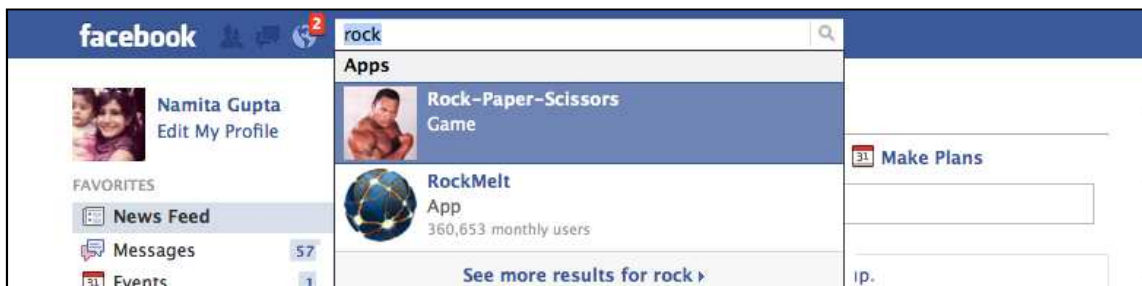 facebook
2
rock
Apps
Namita Gupta
Edit My Profile
Rock-Paper-Scissors
Game
31 Make Plans
RockMelt
App
360,653 monthly users
FAVORITES
News Feed
Messages 57
31 Events 1
See more results for rock
up.